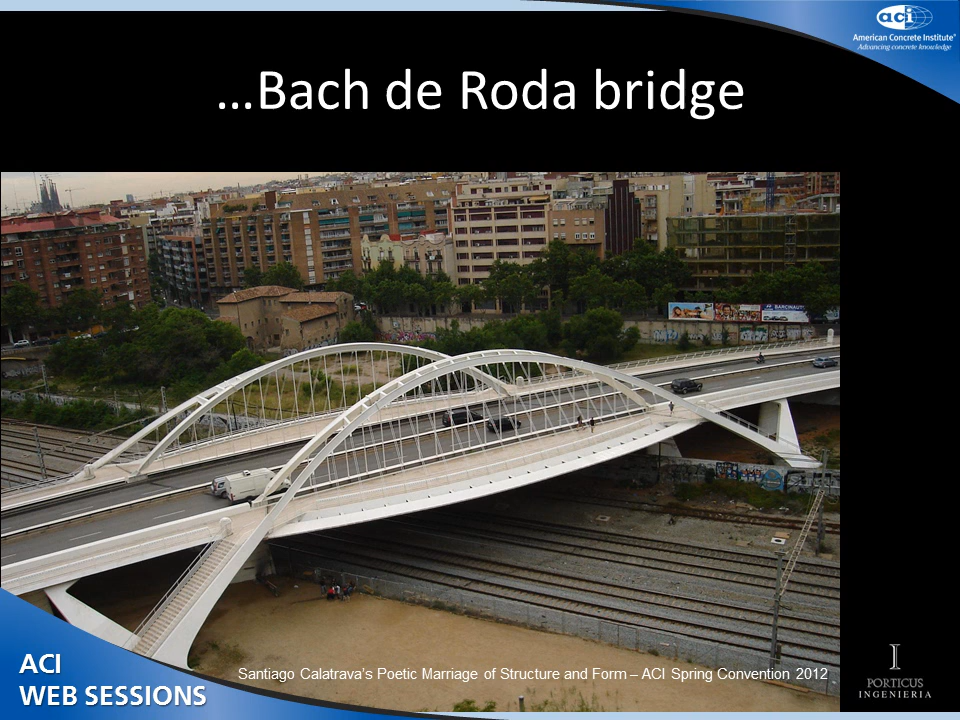 aci
American Concrete Institute®
Advancing concrete knowledge
...Bach de Roda bridge
BARCINAUTO
ACI
WEB SESSIONS
Santiago Calatrava's Poetic Marriage of Structure and Form – ACI Spring Convention 2012
PORTICUS
INGENIERIA